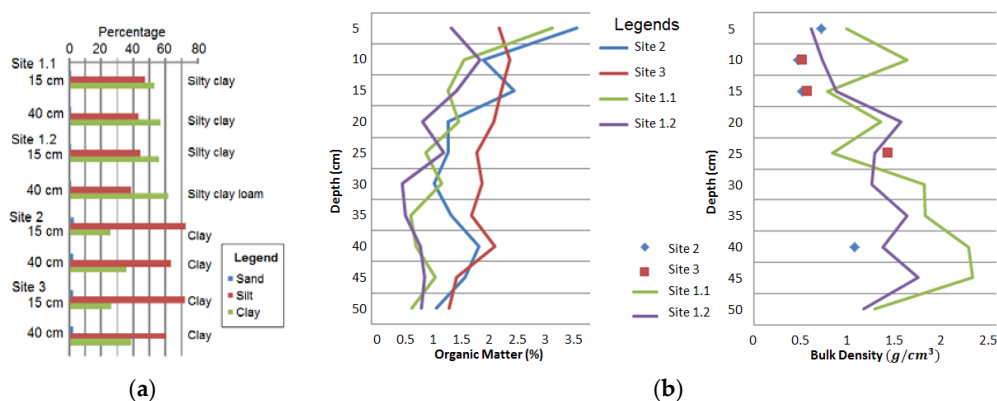 Percentage
0 20 40 60 80
Site 1.1
15 cm Silty clay
40 cm Silty clay
Site 1.2
15 cm Silty clay
40 cm Silty clay loam
Site 2
15 cm Clay
40 cm Clay
Site 3
15 cm Clay
40 cm Clay
Legend
Sand
Silt
Clay
(a)
Depth (cm)
5
10
15
20
25
30
35
40
45
50
0 0.5 1 1.5 2 2.5 3 3.5
Organic Matter (%)
Legends
Site 2
Site 3
Site 1.1
Site 1.2
Site 2
Site 3
Site 1.1
Site 1.2
Depth (cm)
5
10
15
20
25
30
35
40
45
50
0 0.5 1 1.5 2 2.5
Bulk Density (g/cm³)
(b)